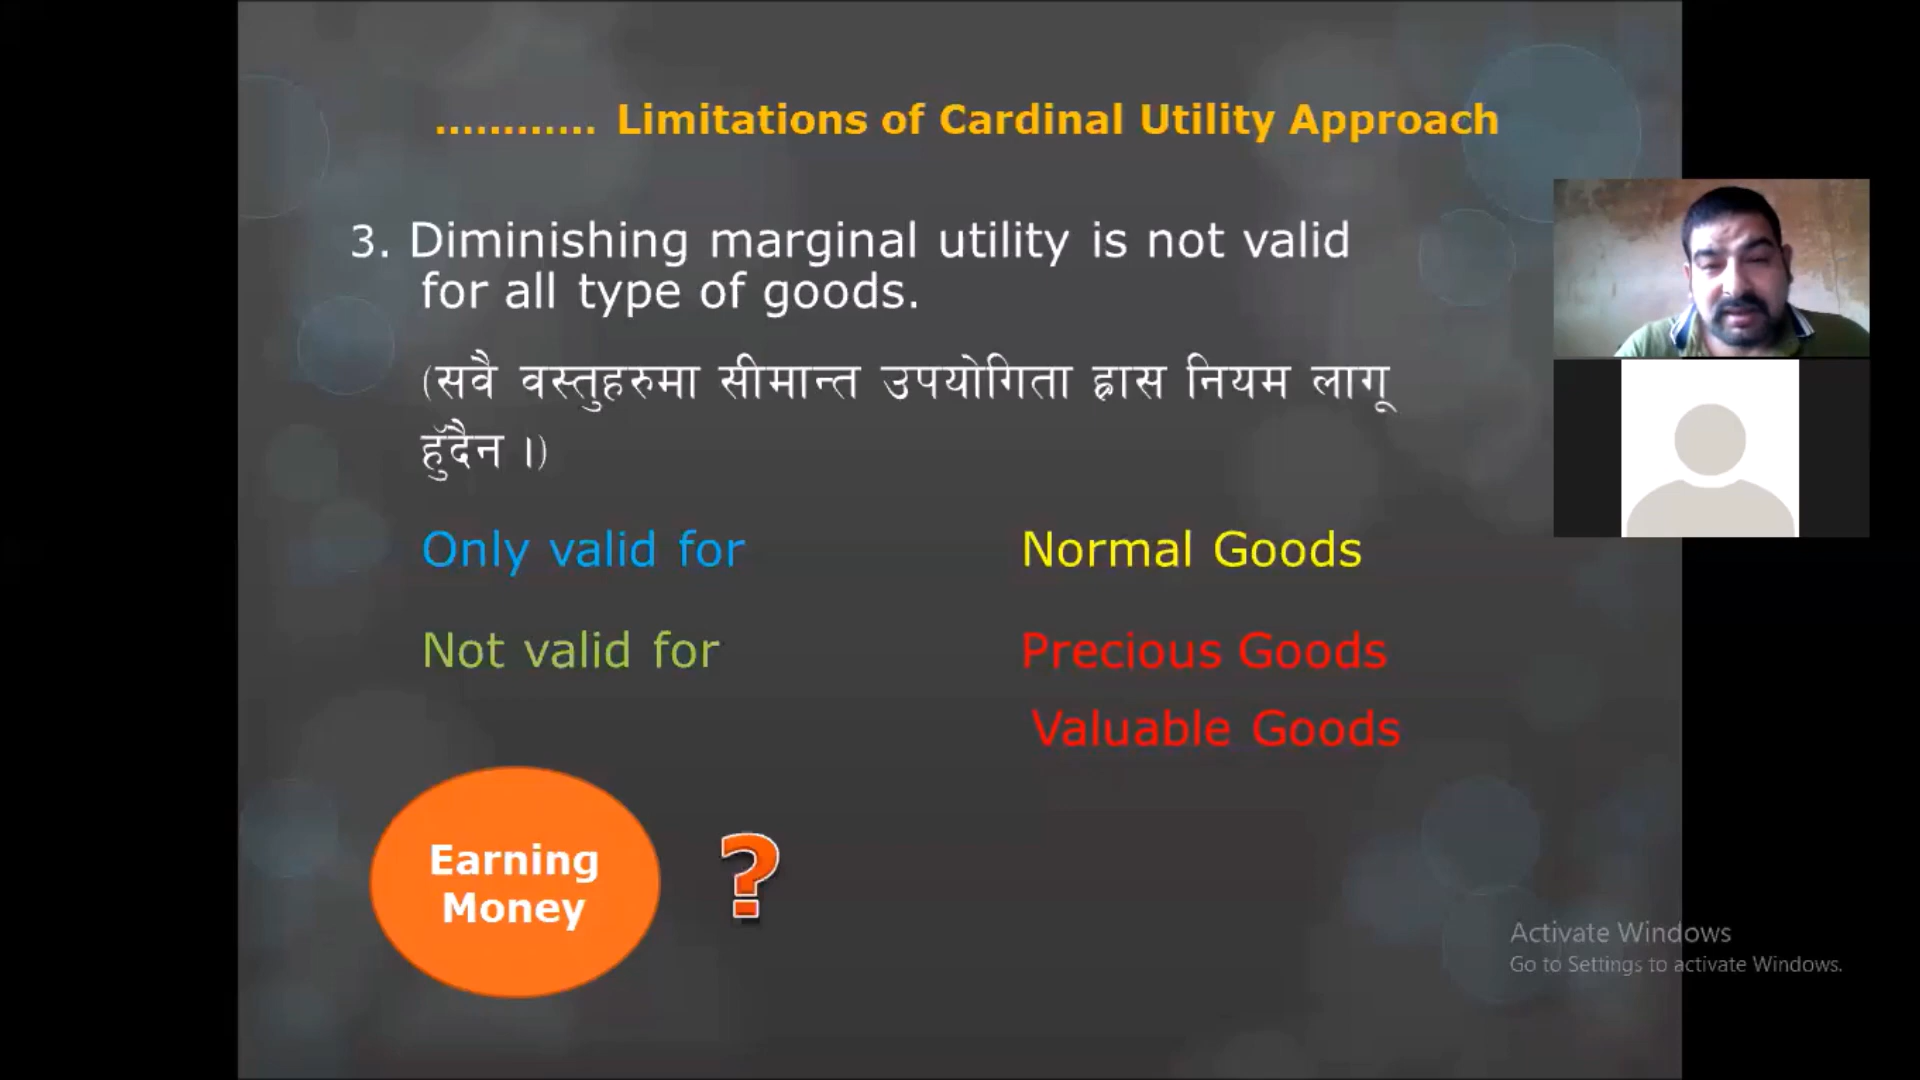 ............ Limitations of Cardinal Utility Approach
3. Diminishing marginal utility is not valid
for all type of goods.
(सवै वस्तुहरुमा सीमान्त उपयोगिता ह्रास नियम लागू
हुँदैन ।)
Only valid for Normal Goods
Not valid for Precious Goods
Valuable Goods
Earning
Money
?
Activate Windows
Go to Settings to activate Windows.